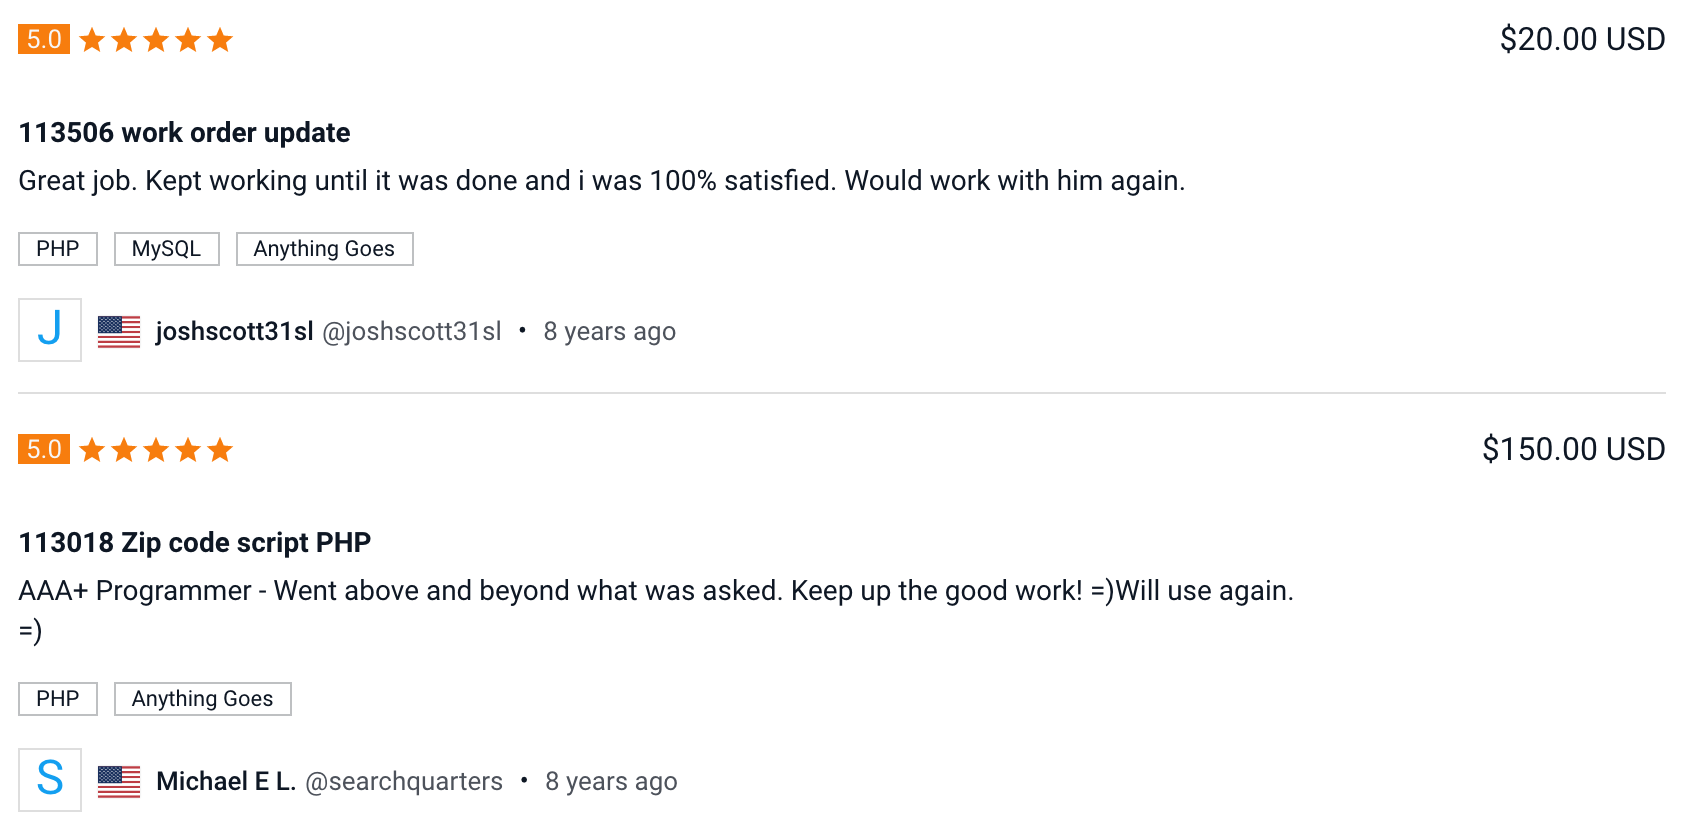 5.0 $20.00 USD
113506 work order update
Great job. Kept working until it was done and i was 100% satisfied. Would work with him again.
PHP MySQL Anything Goes
J joshscott31sl @joshscott31sl • 8 years ago
5.0 $150.00 USD
113018 Zip code script PHP
AAA+ Programmer - Went above and beyond what was asked. Keep up the good work! =)Will use again.
=)
PHP Anything Goes
S Michael E L. @searchquarters • 8 years ago